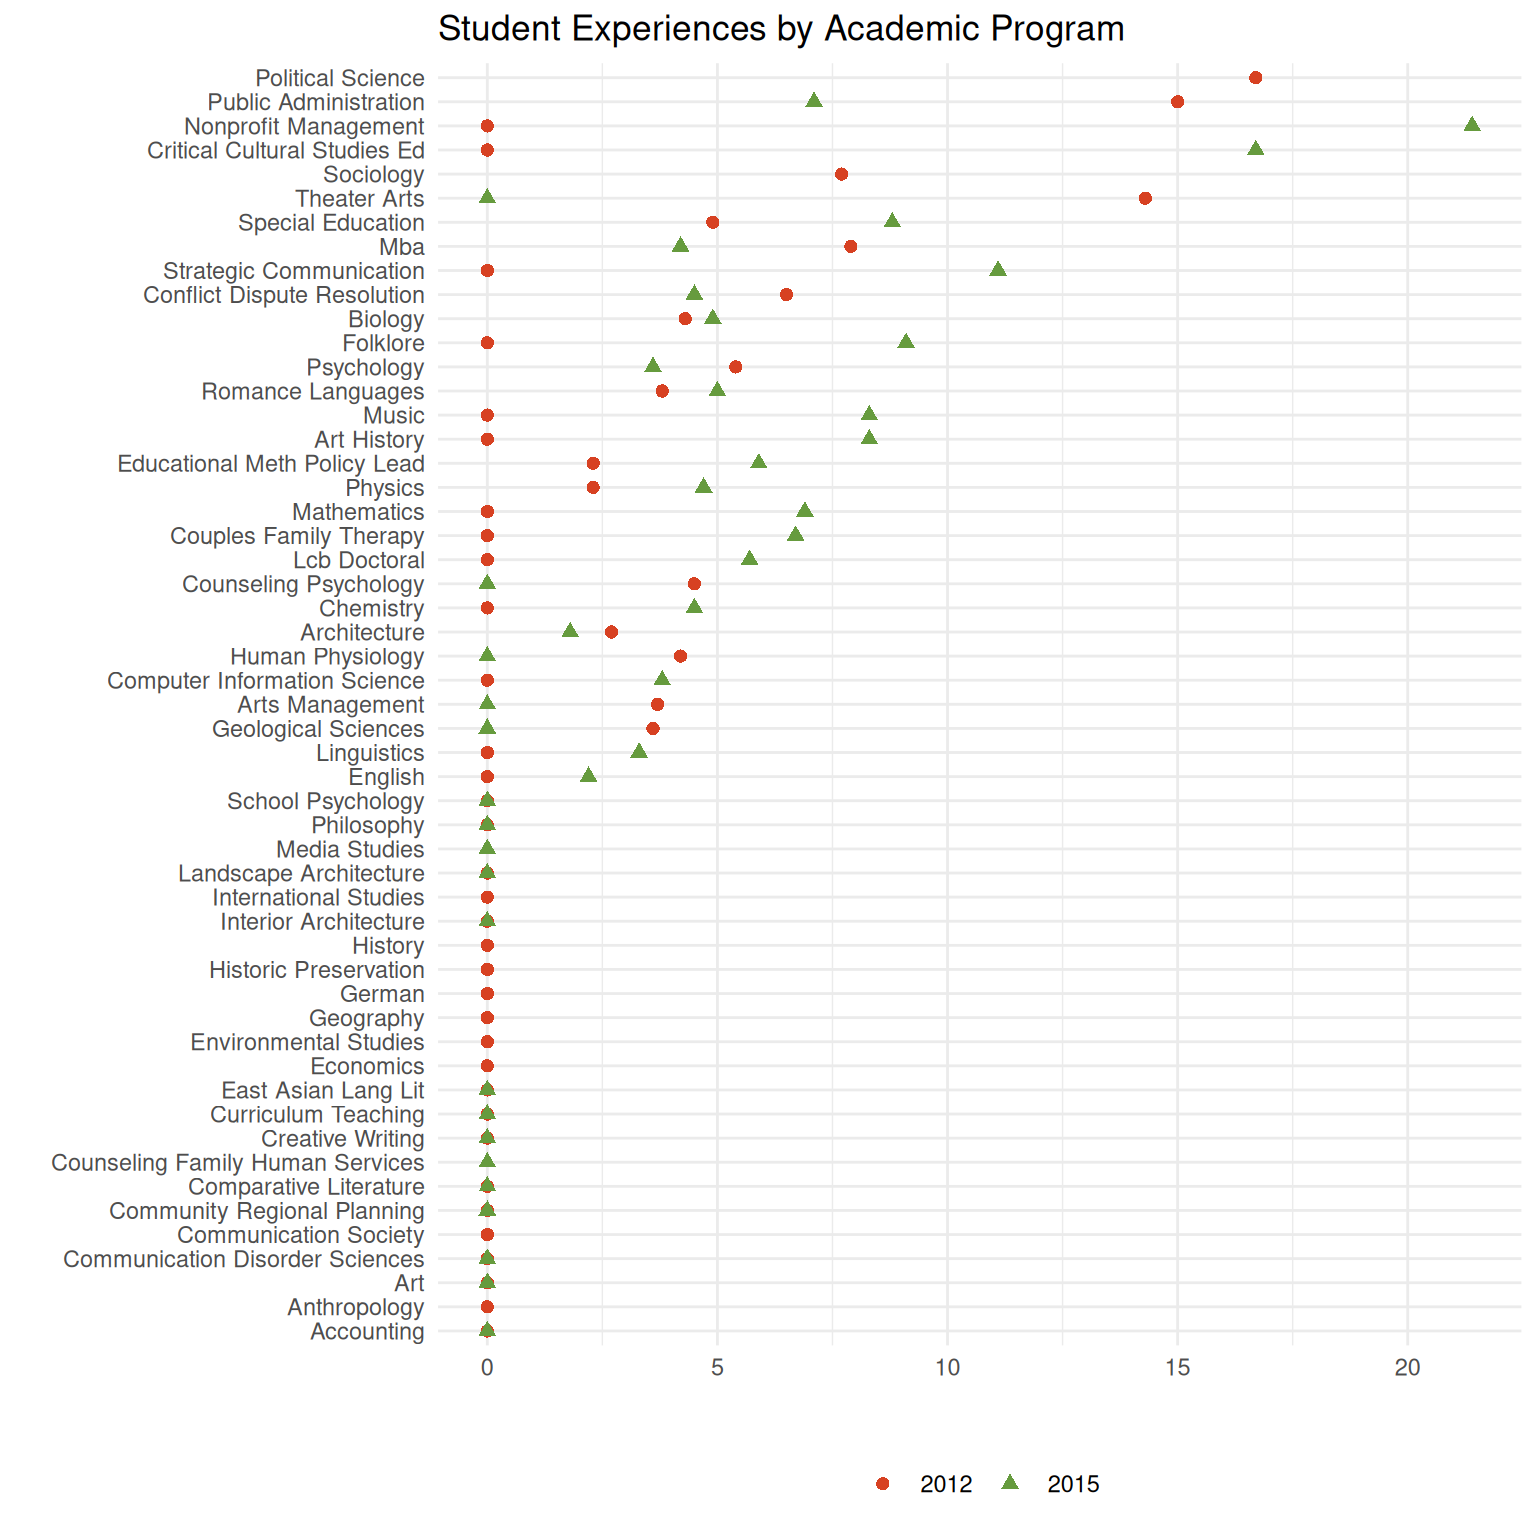 Student Experiences by Academic Program
Political Science
Public Administration
Nonprofit Management
Critical Cultural Studies Ed
Sociology
Theater Arts
Special Education
Mba
Strategic Communication
Conflict Dispute Resolution
Biology
Folklore
Psychology
Romance Languages
Music
Art History
Educational Meth Policy Lead
Physics
Mathematics
Couples Family Therapy
Lcb Doctoral
Counseling Psychology
Chemistry
Architecture
Human Physiology
Computer Information Science
Arts Management
Geological Sciences
Linguistics
English
School Psychology
Philosophy
Media Studies
Landscape Architecture
International Studies
Interior Architecture
History
Historic Preservation
German
Geography
Environmental Studies
Economics
East Asian Lang Lit
Curriculum Teaching
Creative Writing
Counseling Family Human Services
Comparative Literature
Community Regional Planning
Communication Society
Communication Disorder Sciences
Art
Anthropology
Accounting
0 5 10 15 20
2012 2015